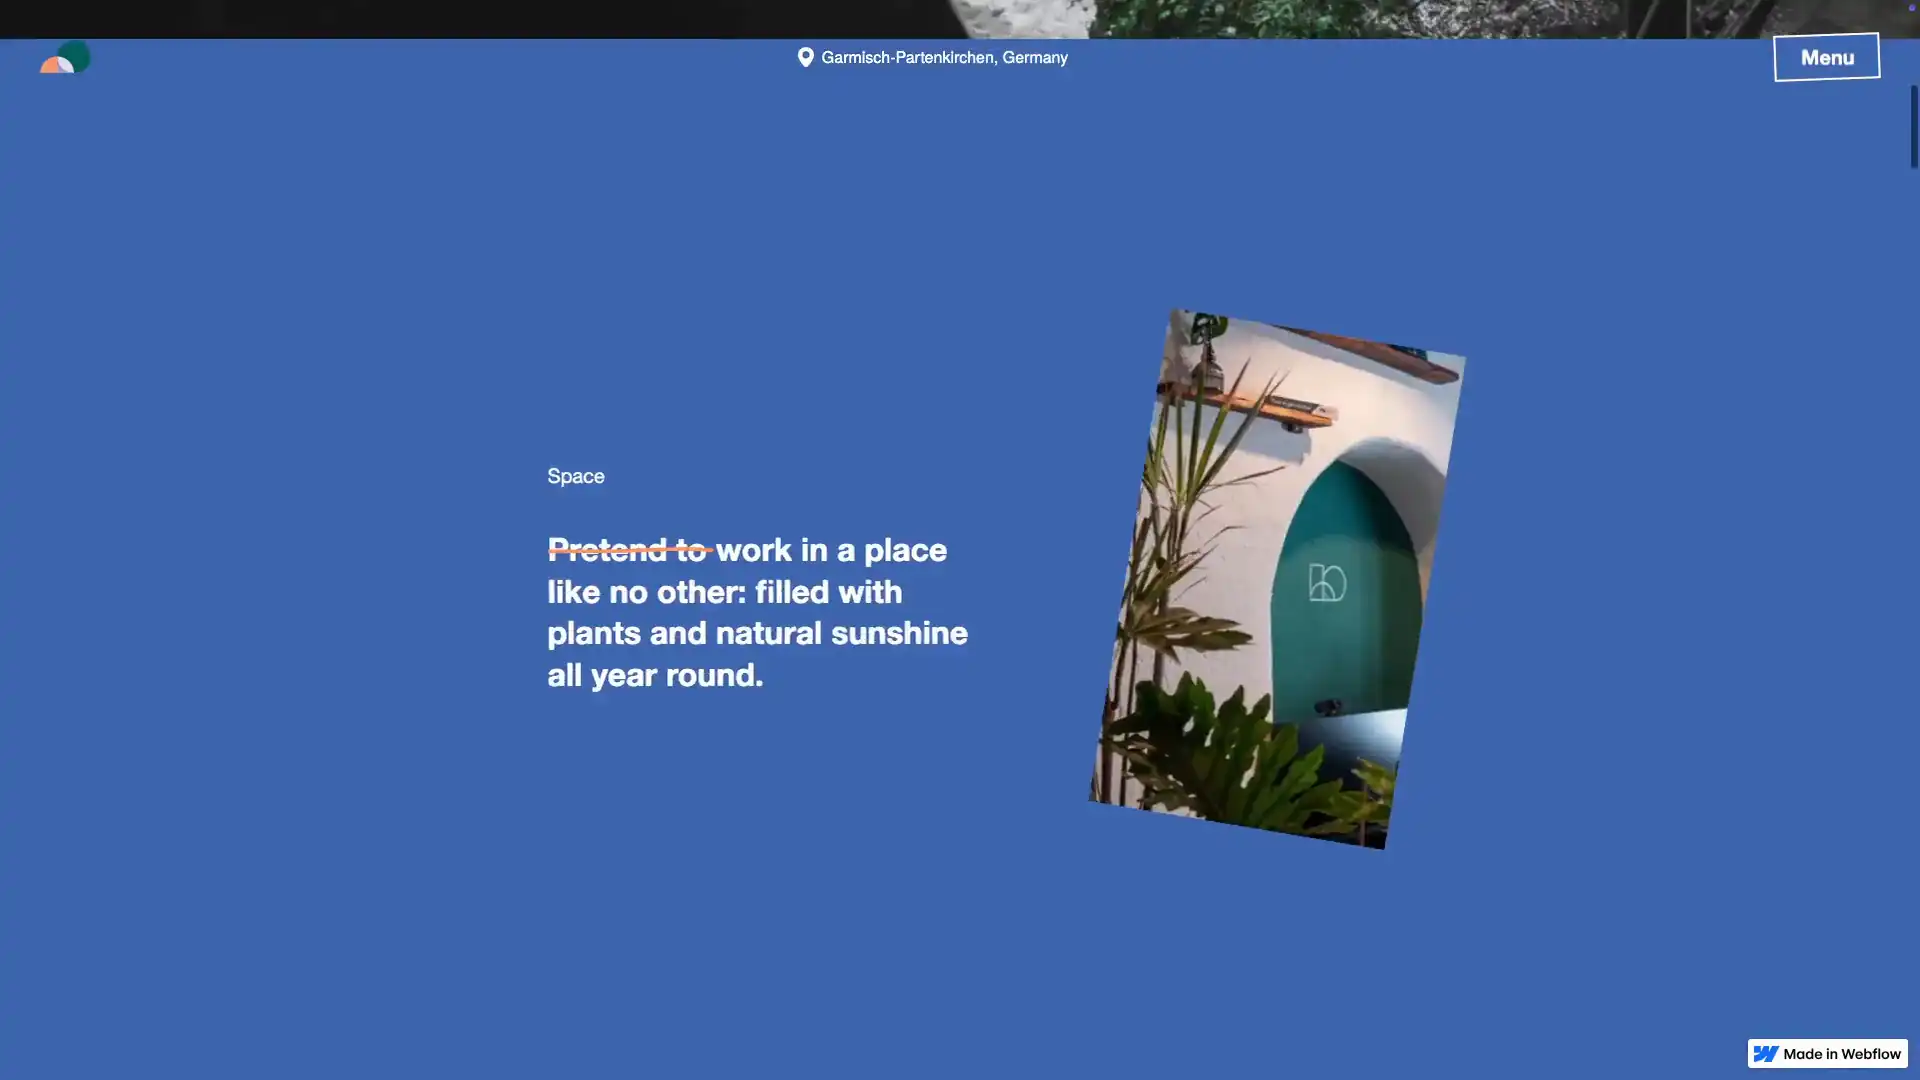 Garmisch-Partenkirchen, Germany
Menu
Space
Pretend to work in a place
like no other: filled with
plants and natural sunshine
all year round.
Made in Webflow